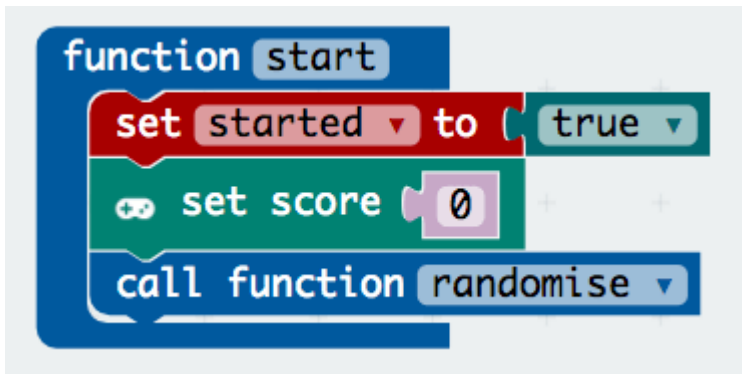 function start
set started to true
set score 0
call function randomise